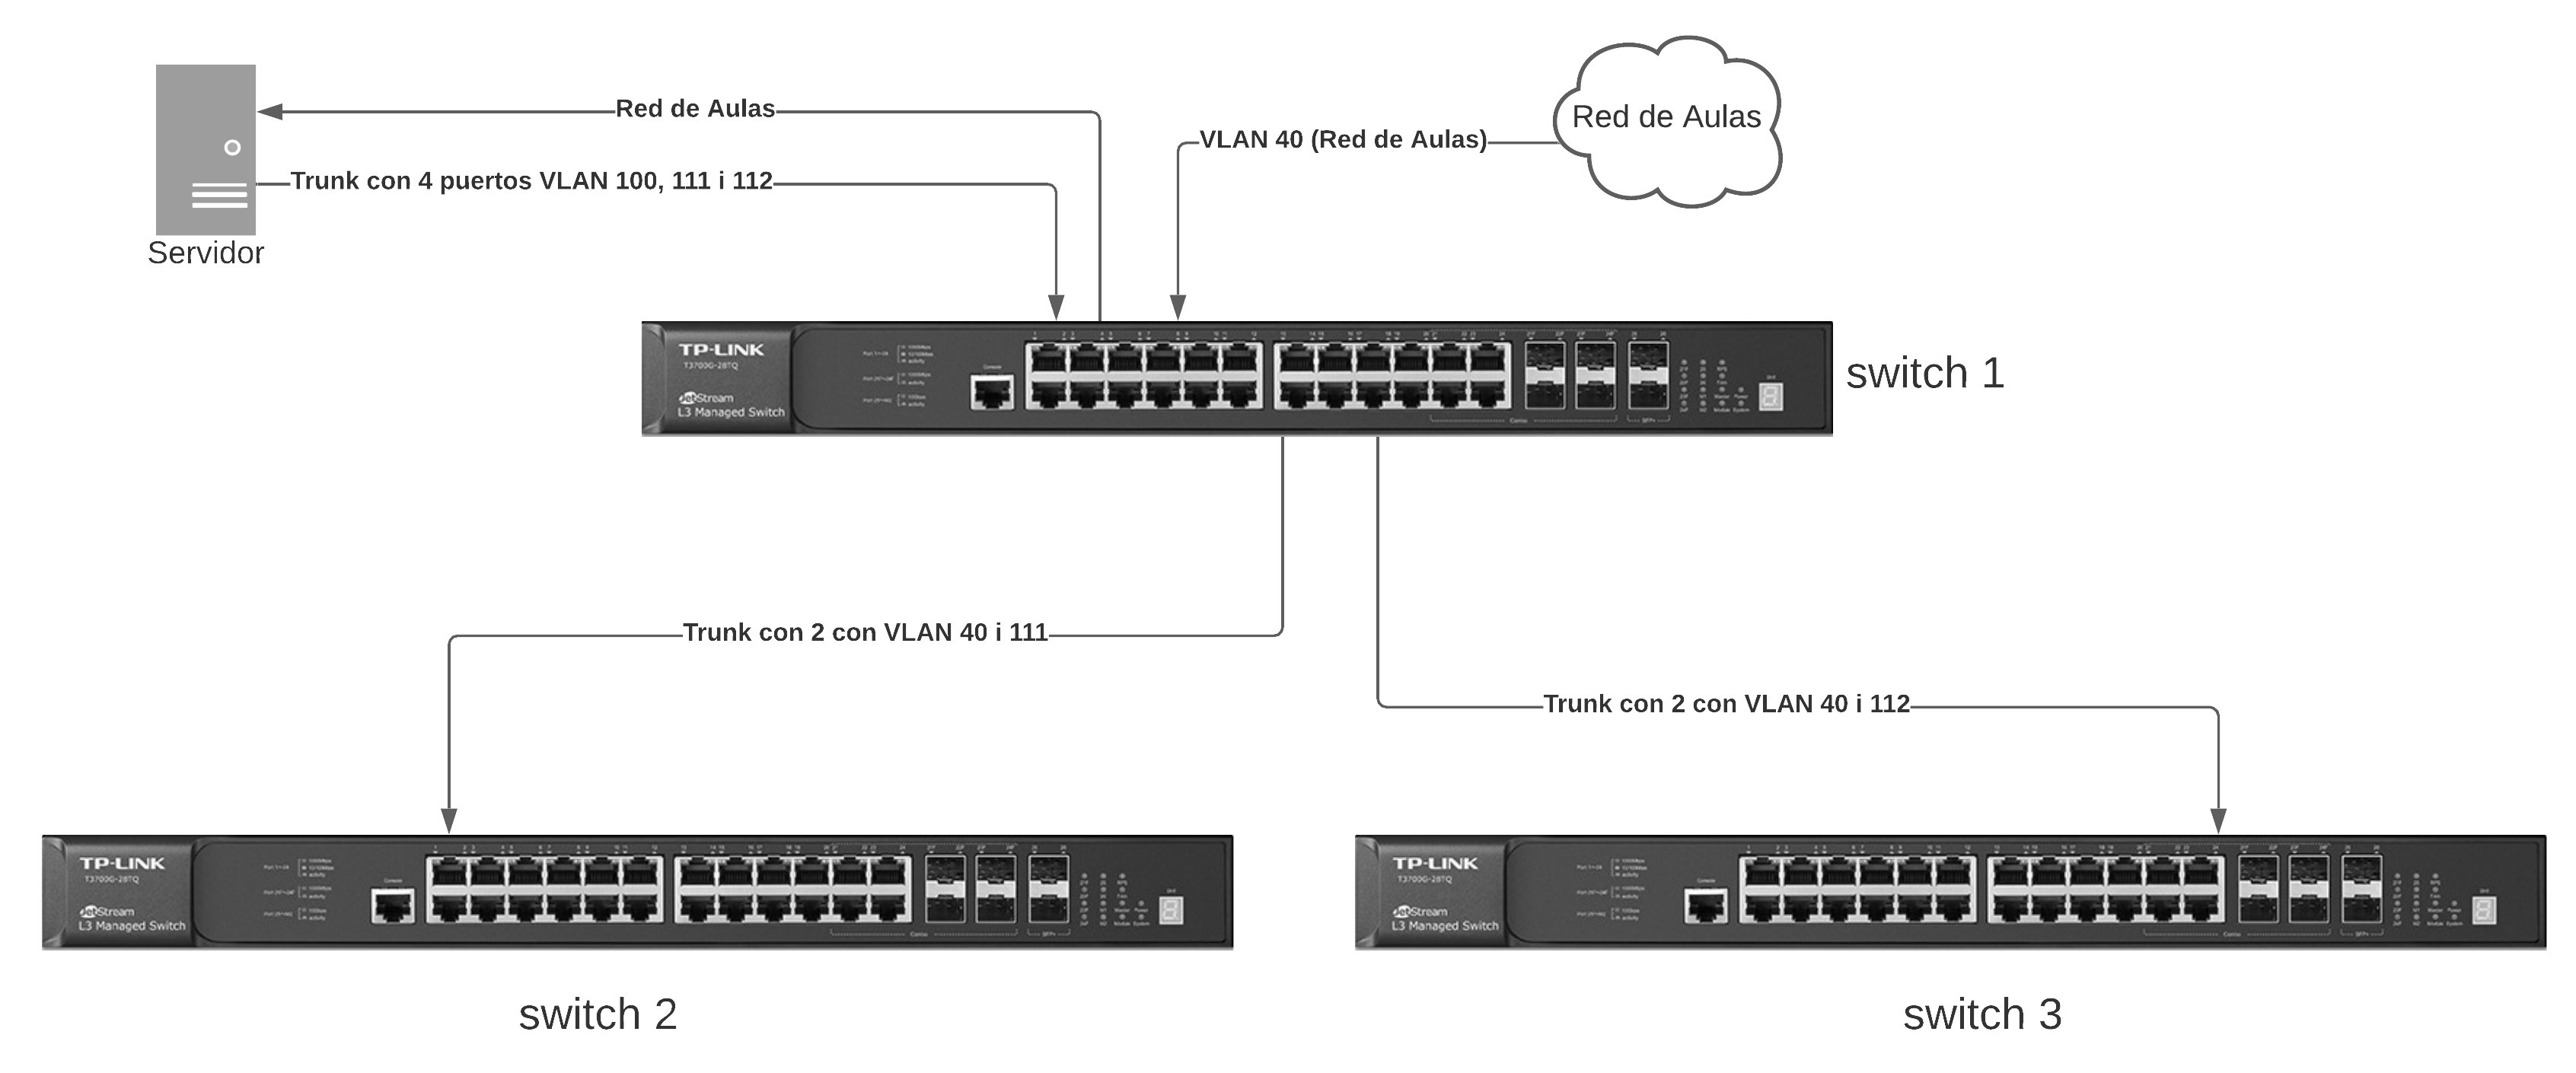 Red de Aulas
Red de Aulas
VLAN 40 (Red de Aulas)
Trunk con 4 puertos VLAN 100, 111 i 112
Servidor
TP-LINK
T3700G-28TQ
JetStream
L3 Managed Switch
Console
switch 1
Trunk con 2 con VLAN 40 i 111
Trunk con 2 con VLAN 40 i 112
TP-LINK
T3700G-28TQ
JetStream
L3 Managed Switch
Console
TP-LINK
T3700G-28TQ
JetStream
L3 Managed Switch
Console
switch 2
switch 3